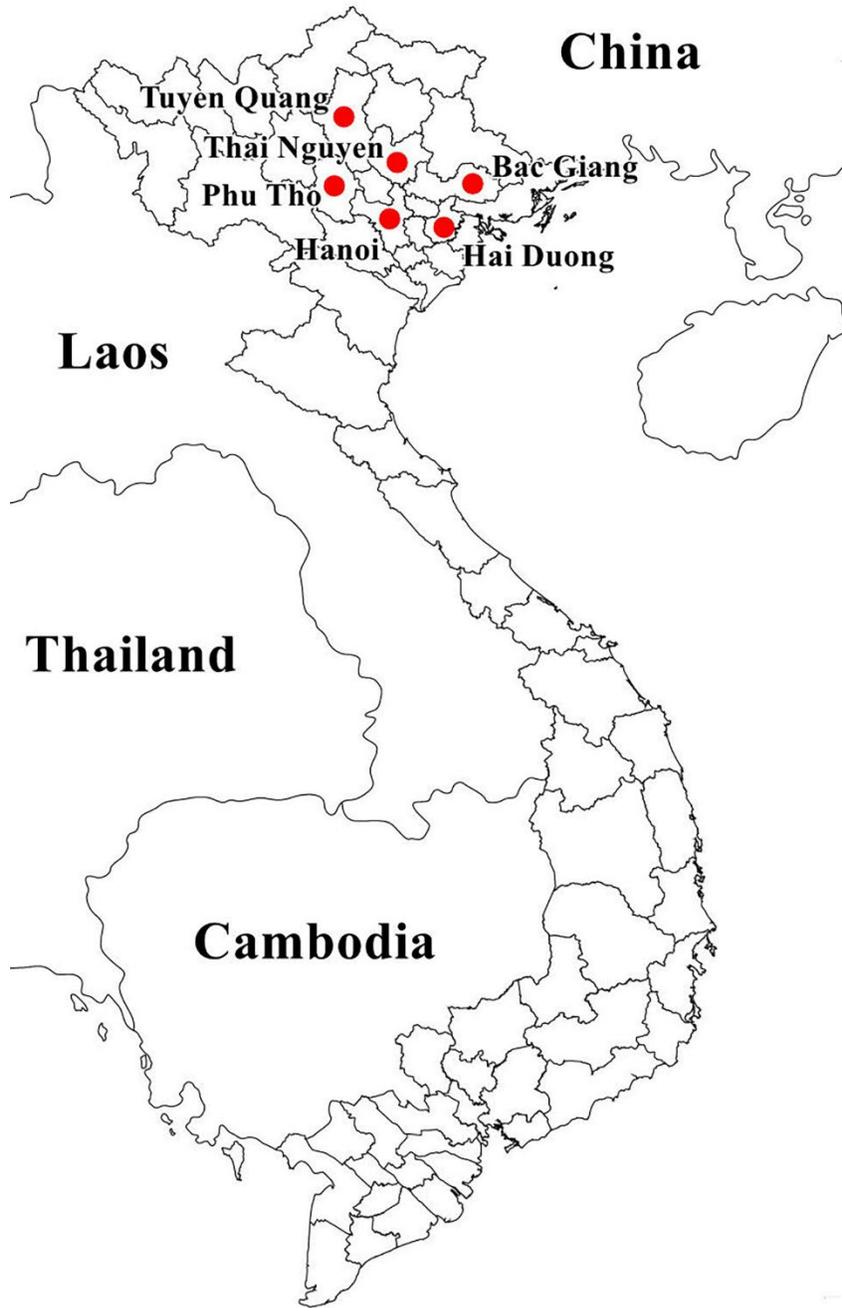 China
Tuyen Quang
Thai Nguyen
Bac Giang
Phu Tho
Hanoi
Hai Duong
Laos
Thailand
Cambodia